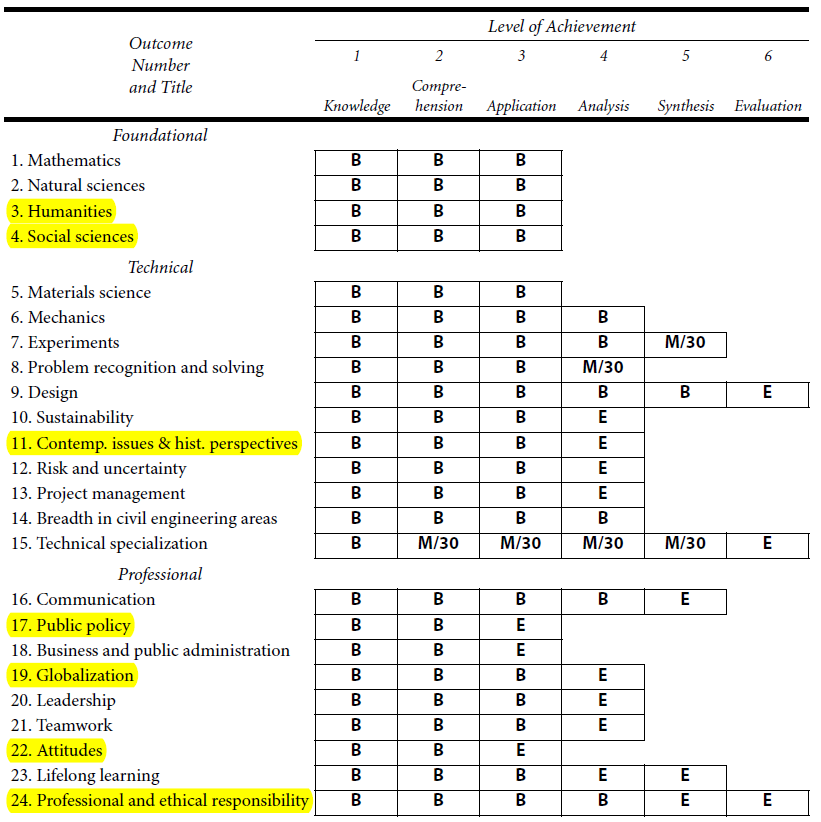 Outcome
Number
and Title
Level of Achievement
1 2 3 4 5 6
Compre-
Knowledge hension Application Analysis Synthesis Evaluation
Foundational
1. Mathematics B B B
2. Natural sciences B B B
3. Humanities B B B
4. Social sciences B B B
Technical
5. Materials science B B B
6. Mechanics B B B B
7. Experiments B B B B M/30
8. Problem recognition and solving B B B M/30
9. Design B B B B B E
10. Sustainability B B B E
11. Contemp. issues & hist. perspectives B B B E
12. Risk and uncertainty B B B E
13. Project management B B B E
14. Breadth in civil engineering areas B B B B
15. Technical specialization B M/30 M/30 M/30 M/30 E
Professional
16. Communication B B B B E
17. Public policy B B E
18. Business and public administration B B E
19. Globalization B B B E
20. Leadership B B B E
21. Teamwork B B B E
22. Attitudes B B E
23. Lifelong learning B B B E E
24. Professional and ethical responsibility B B B B E E